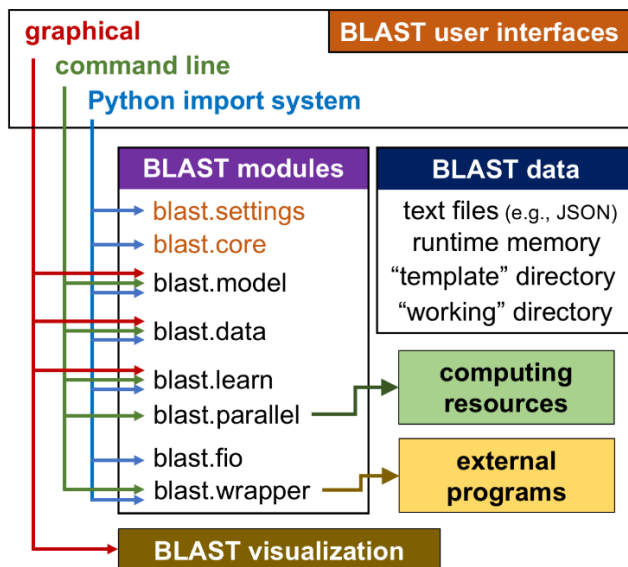 graphical
BLAST user interfaces
command line
Python import system
BLAST modules
blast.settings
blast.core
blast.model
blast.data
blast.learn
blast.parallel
blast.fio
blast.wrapper
BLAST data
text files (e.g., JSON)
runtime memory
“template” directory
“working” directory
computing
resources
external
programs
BLAST visualization